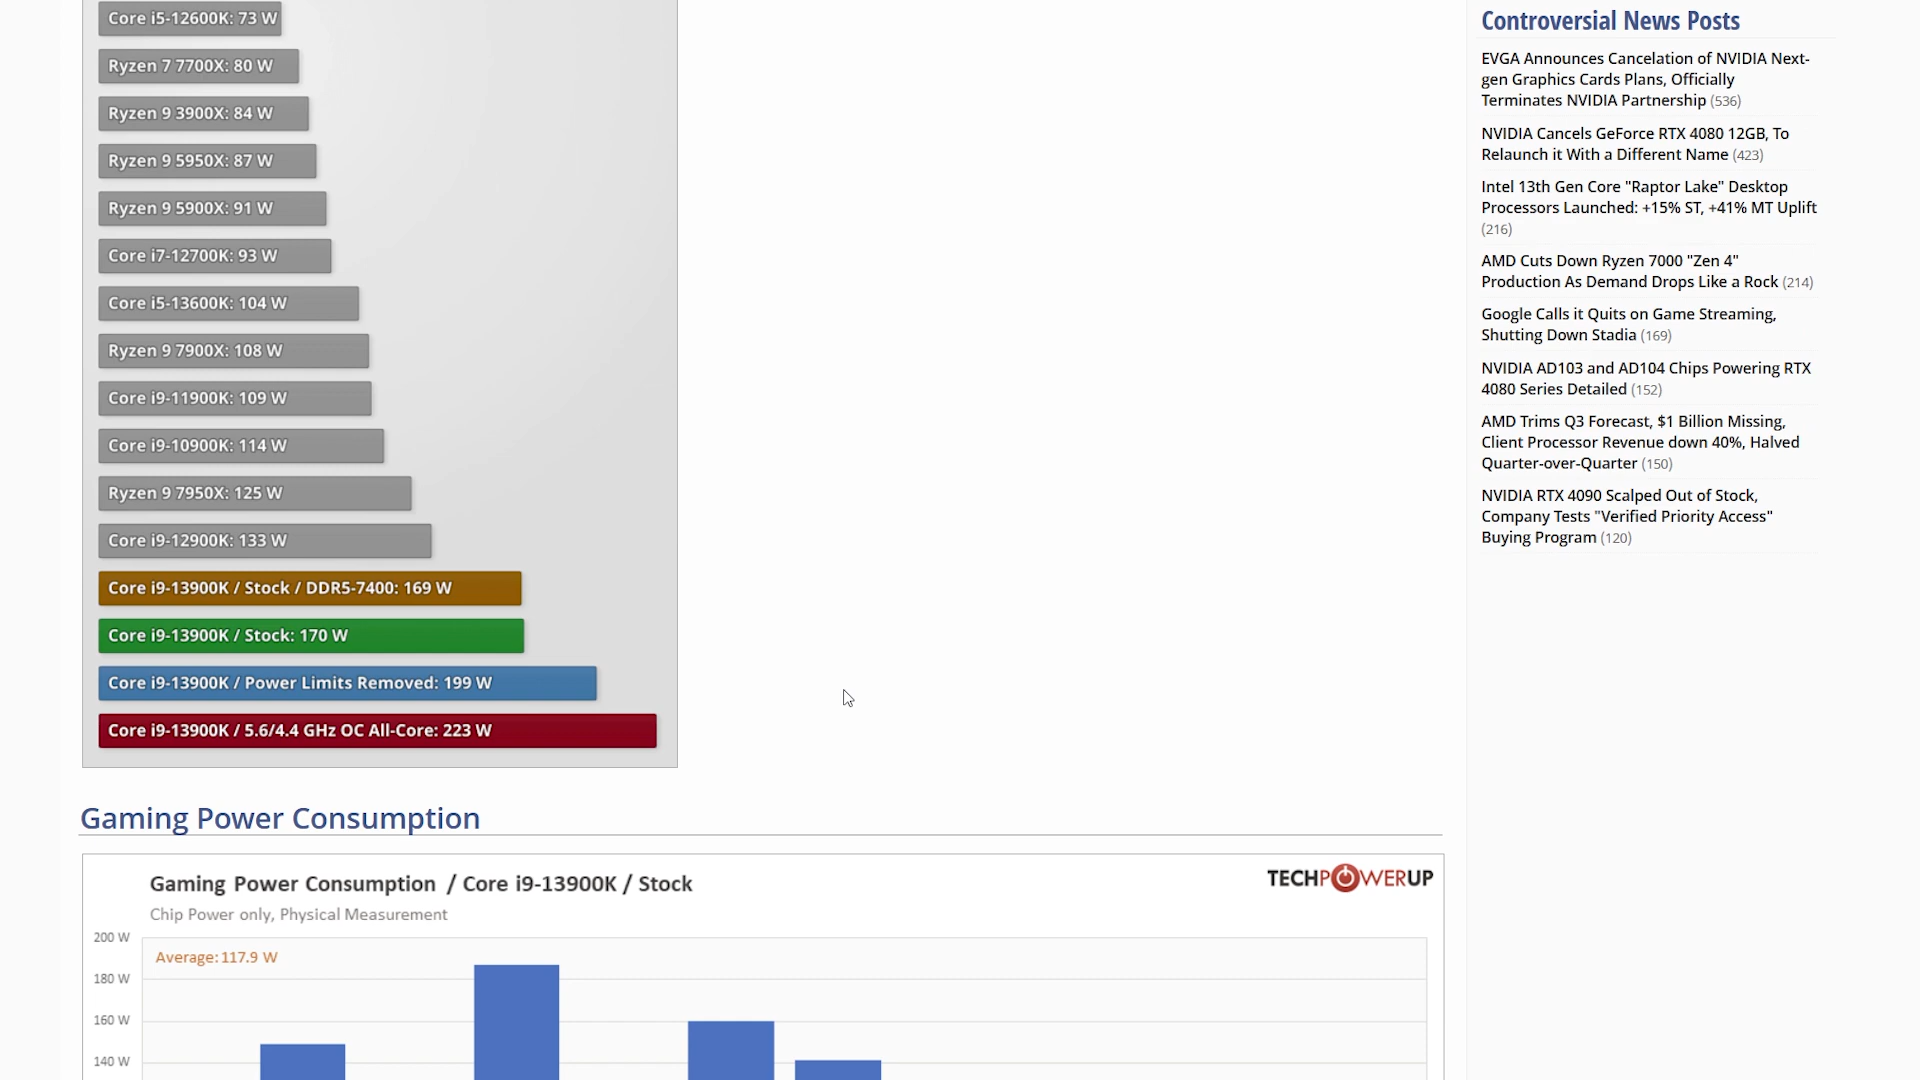 Core i5-12600K: 73 W
Ryzen 7 7700X: 80 W
Ryzen 9 3900X: 84 W
Ryzen 9 5950X: 87 W
Ryzen 9 5900X: 91 W
Core i7-12700K: 93 W
Core i5-13600K: 104 W
Ryzen 9 7900X: 108 W
Core i9-11900K: 109 W
Core i9-10900K: 114 W
Ryzen 9 7950X: 125 W
Core i9-12900K: 133 W
Core i9-13900K / Stock / DDR5-7400: 169 W
Core i9-13900K / Stock: 170 W
Core i9-13900K / Power Limits Removed: 199 W
Core i9-13900K / 5.6/4.4 GHz OC All-Core: 223 W
Gaming Power Consumption
Gaming Power Consumption / Core i9-13900K / Stock
TECHPOWERUP
Chip Power only, Physical Measurement
200 W
Average: 117.9 W
180 W
160 W
140 W
Controversial News Posts
EVGA Announces Cancelation of NVIDIA Next-
gen Graphics Cards Plans, Officially
Terminates NVIDIA Partnership (536)
NVIDIA Cancels GeForce RTX 4080 12GB, To
Relaunch it With a Different Name (423)
Intel 13th Gen Core "Raptor Lake" Desktop
Processors Launched: +15% ST, +41% MT Uplift
(216)
AMD Cuts Down Ryzen 7000 "Zen 4"
Production As Demand Drops Like a Rock (214)
Google Calls it Quits on Game Streaming,
Shutting Down Stadia (169)
NVIDIA AD103 and AD104 Chips Powering RTX
4080 Series Detailed (152)
AMD Trims Q3 Forecast, $1 Billion Missing,
Client Processor Revenue down 40%, Halved
Quarter-over-Quarter (150)
NVIDIA RTX 4090 Scalped Out of Stock,
Company Tests "Verified Priority Access"
Buying Program (120)